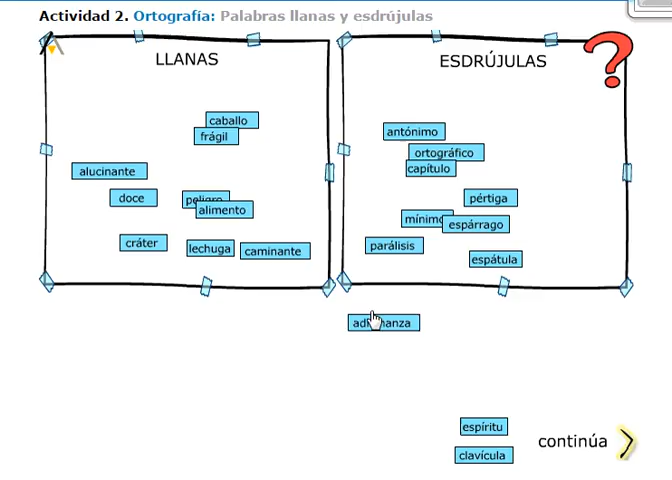 Actividad 2. Ortografía: Palabras llanas y esdrújulas
LLANAS
ESDRÚJULAS
caballo
frágil
alucinante
doce
alimento
cráter
lechuga
caminante
antónimo
ortográfico
capítulo
pértiga
mínimo
espárrago
parálisis
espátula
espíritu
continúa
clavícula